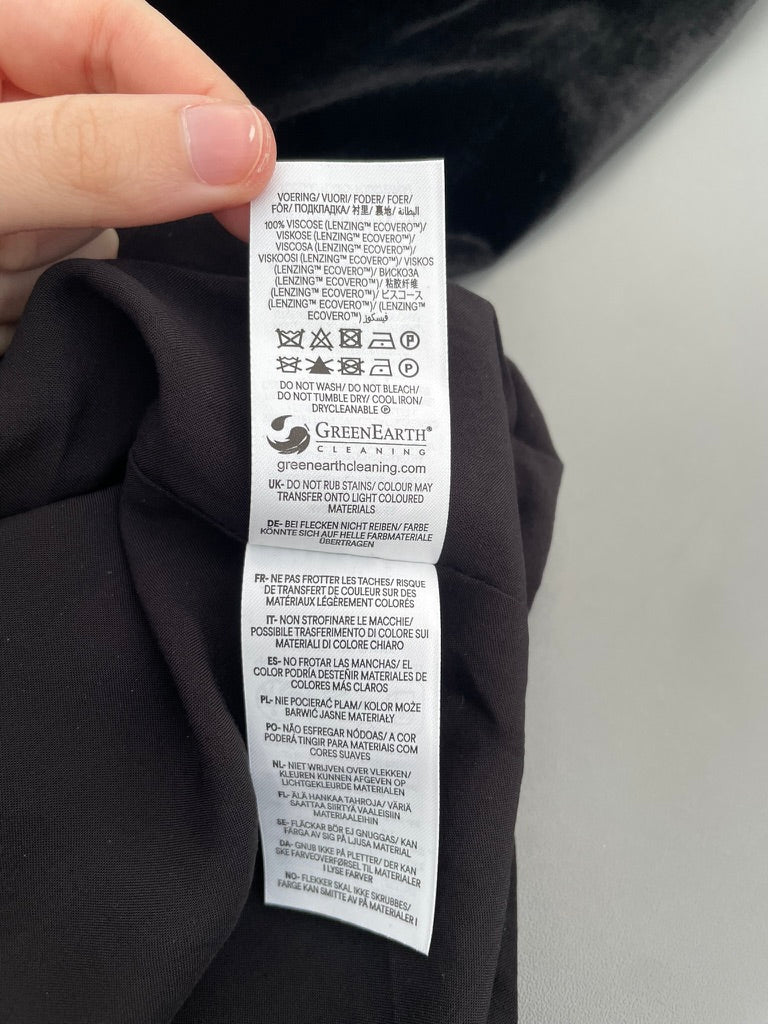 VOERING/ VUORI/ FODER/ FOER/
FÔR/ ПОДКЛАДКА/ 衬里/ 裏地/ البطانة
100% VISCOSE (LENZING™ ECOVERO™)/
VISKOSE (LENZING™ ECOVERO™)/
VISCOSA (LENZING™ ECOVERO™)/
VISKOOSI (LENZING™ ECOVERO™)/ VISKOS
(LENZING™ ECOVERO™)/ ВИСКОЗА
(LENZING™ ECOVERO™)/ 粘胶纤维
(LENZING™ ECOVERO™)/ ビスコース
(LENZING™ ECOVERO™)/ (LENZING™
ECOVERO™) فيسكوز
P
P
DO NOT WASH/ DO NOT BLEACH/
DO NOT TUMBLE DRY/ COOL IRON/
DRYCLEANABLE Ⓟ
GREENEARTH®
CLEANING
greenearthcleaning.com
UK- DO NOT RUB STAINS/ COLOUR MAY
TRANSFER ONTO LIGHT COLOURED
MATERIALS
DE- BEI FLECKEN NICHT REIBEN/ FARBE
KÖNNTE SICH AUF HELLE FARBMATERIALE
ÜBERTRAGEN
FR- NE PAS FROTTER LES TACHES/ RISQUE
DE TRANSFERT DE COULEUR SUR DES
MATÉRIAUX LÉGÈREMENT COLORÉS
IT- NON STROFINARE LE MACCHIE/
POSSIBILE TRASFERIMENTO DI COLORE SUI
MATERIALI DI COLORE CHIARO
ES- NO FROTAR LAS MANCHAS/ EL
COLOR PODRÍA DESTEÑIR MATERIALES DE
COLORES MÁS CLAROS
PL- NIE POCIERAĆ PLAM/ KOLOR MOŻE
BARWIĆ JASNE MATERIAŁY
PO- NÃO ESFREGAR NÓDOAS/ A COR
PODERÁ TINGIR PARA MATERIAIS COM
CORES SUAVES
NL- NIET WRIJVEN OVER VLEKKEN/
KLEUREN KUNNEN AFGEVEN OP
LICHTGEKLEURDE MATERIALEN
FL- ÄLÄ HANKAA TAHROJA/ VÄRIÄ
SAATTAA SIIRTYÄ VAALEISIIN
MATERIAALEIHIN
SE- FLÄCKAR BÖR EJ GNUGGAS/ KAN
FÄRGA AV SIG PÅ LJUSA MATERIAL
DA- GNUB IKKE PÅ PLETTER/ DER KAN
SKE FARVEOVERFØRSEL TIL MATERIALER
I LYSE FARVER
NO- FLEKKER SKAL IKKE SKRUBBES/
FARGE KAN SMITTE AV PÅ MATERIALER I